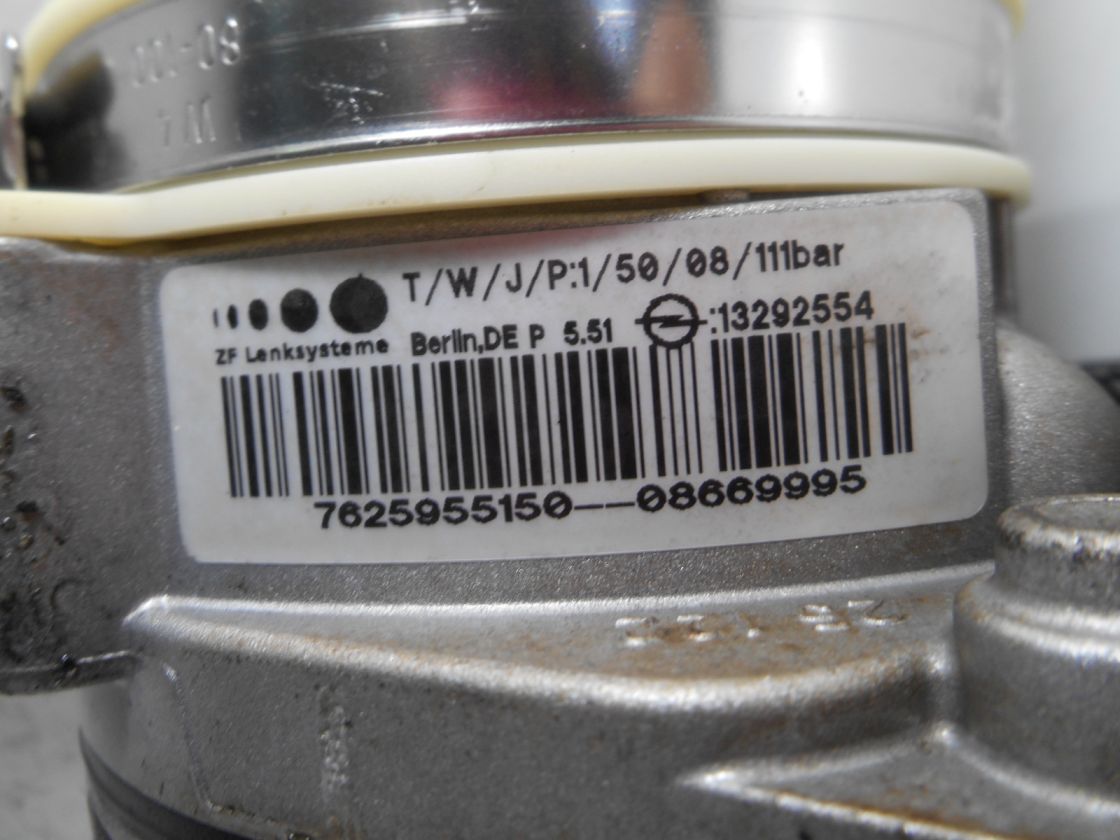 T/W/J/P:1/50/08/111bar
ZF Lenksysteme Berlin,DE P 5.51 :13292554
7625955150--08669995